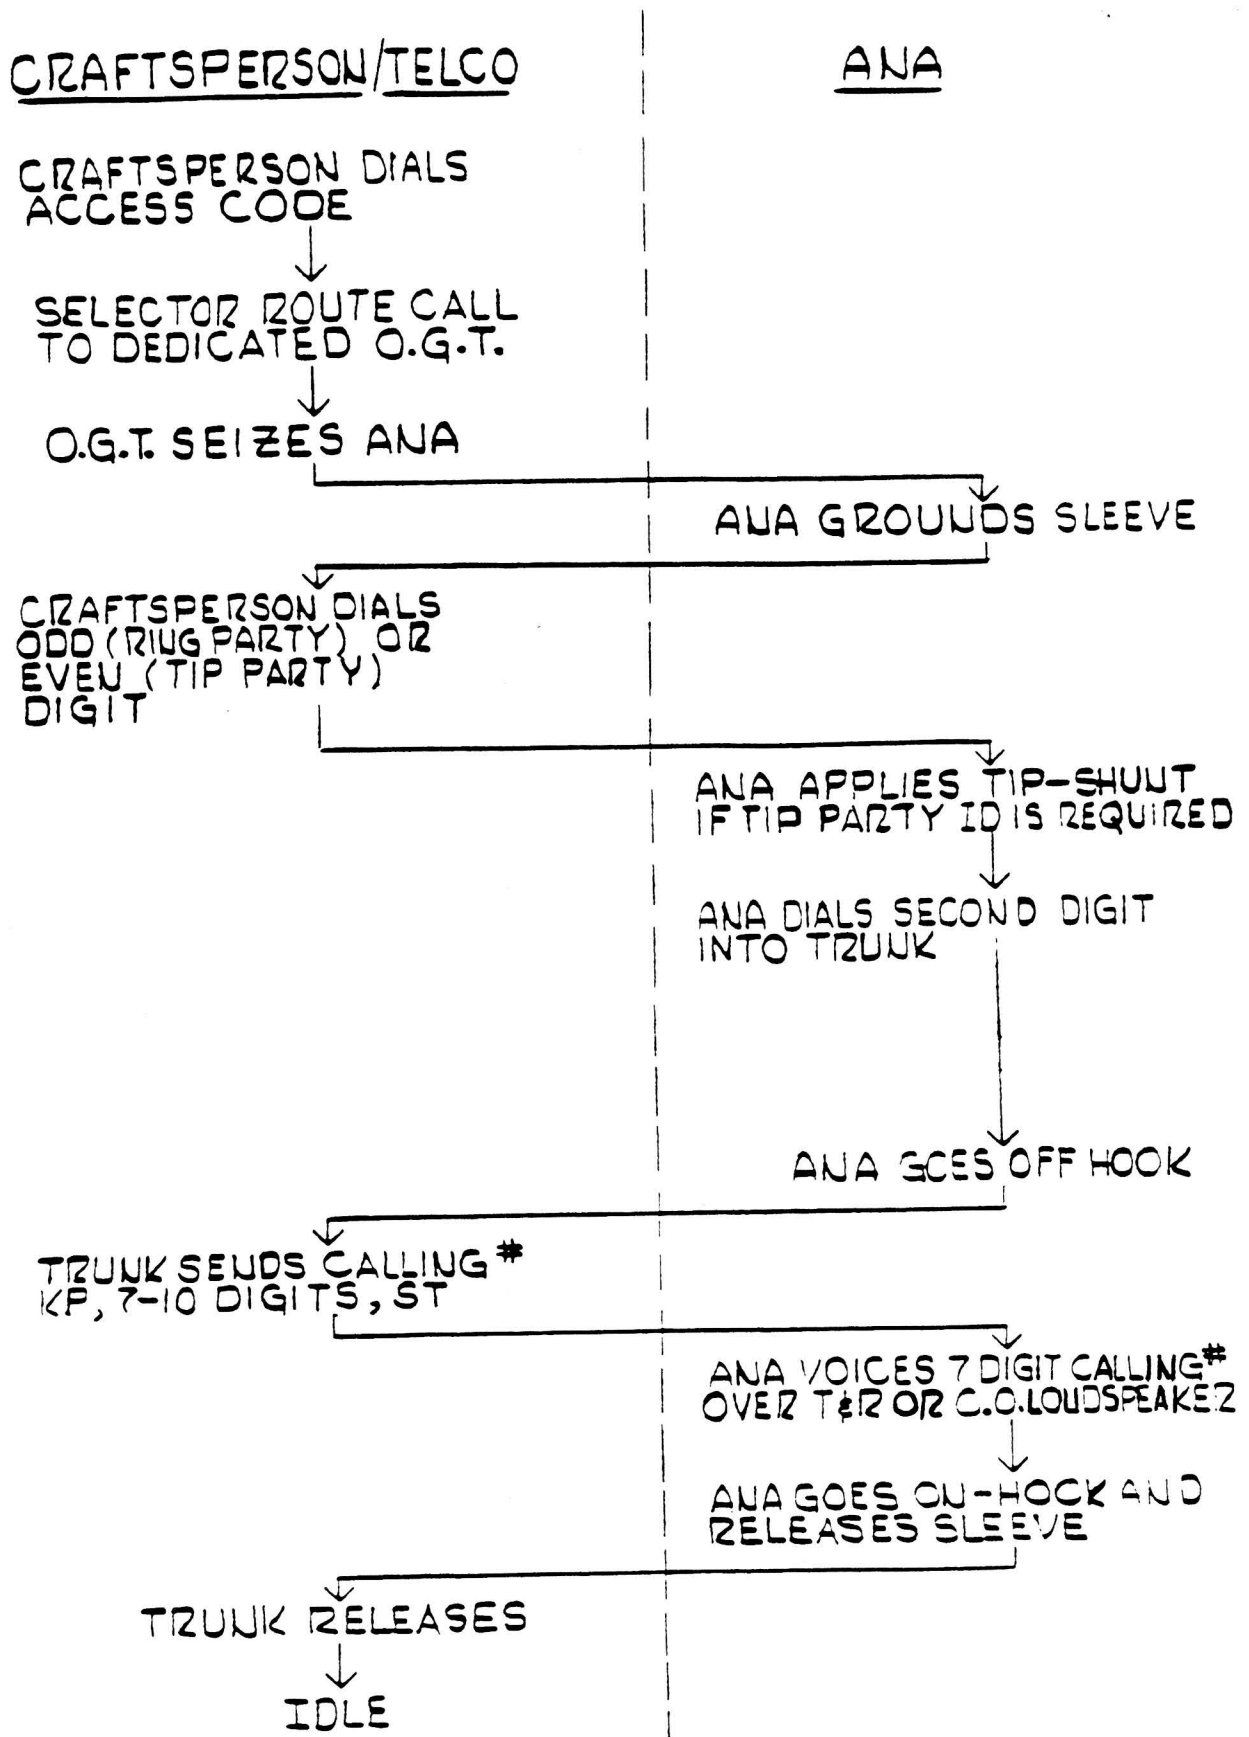 CRAFTSPERSON/TELCO
ANA
CRAFTSPERSON DIALS
ACCESS CODE
SELECTOR ROUTE CALL
TO DEDICATED O.G.T.
O.G.T. SEIZES ANA
ANA GROUNDS SLEEVE
CRAFTSPERSON DIALS
ODD (RING PARTY) OR
EVEN (TIP PARTY)
DIGIT
ANA APPLIES TIP-SHUNT
IF TIP PARTY ID IS REQUIRED
ANA DIALS SECOND DIGIT
INTO TRUNK
ANA GOES OFF HOOK
TRUNK SENDS CALLING #
KP, 7-10 DIGITS, ST
ANA VOICES 7 DIGIT CALLING #
OVER T&R OR C.O. LOUDSPEAKER
ANA GOES ON-HOOK AND
RELEASES SLEEVE
TRUNK RELEASES
IDLE